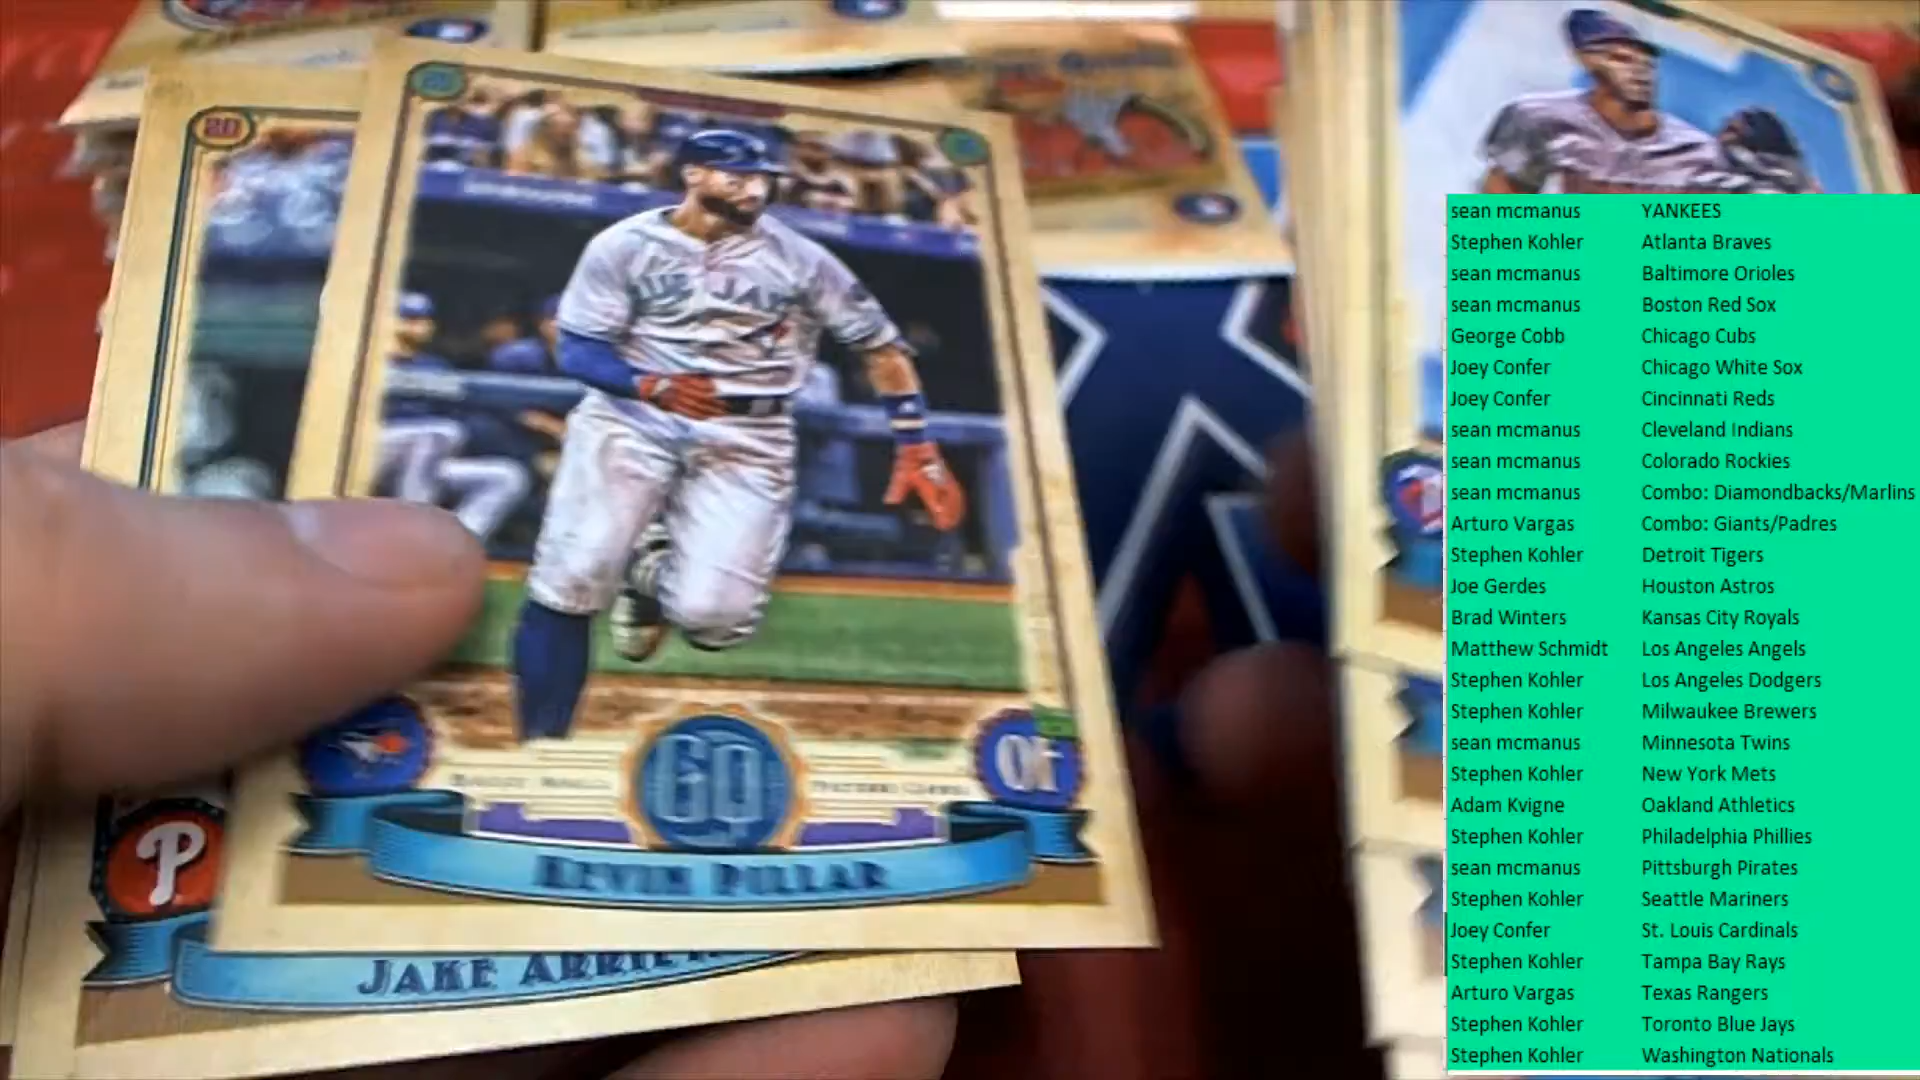 20
JAYS
GQ
OF
KEVIN PILLAR
P
JAKE ARRIETA
sean mcmanus YANKEES
Stephen Kohler Atlanta Braves
sean mcmanus Baltimore Orioles
sean mcmanus Boston Red Sox
George Cobb Chicago Cubs
Joey Confer Chicago White Sox
Joey Confer Cincinnati Reds
sean mcmanus Cleveland Indians
sean mcmanus Colorado Rockies
sean mcmanus Combo: Diamondbacks/Marlins
Arturo Vargas Combo: Giants/Padres
Stephen Kohler Detroit Tigers
Joe Gerdes Houston Astros
Brad Winters Kansas City Royals
Matthew Schmidt Los Angeles Angels
Stephen Kohler Los Angeles Dodgers
Stephen Kohler Milwaukee Brewers
sean mcmanus Minnesota Twins
Stephen Kohler New York Mets
Adam Kvigne Oakland Athletics
Stephen Kohler Philadelphia Phillies
sean mcmanus Pittsburgh Pirates
Stephen Kohler Seattle Mariners
Joey Confer St. Louis Cardinals
Stephen Kohler Tampa Bay Rays
Arturo Vargas Texas Rangers
Stephen Kohler Toronto Blue Jays
Stephen Kohler Washington Nationals